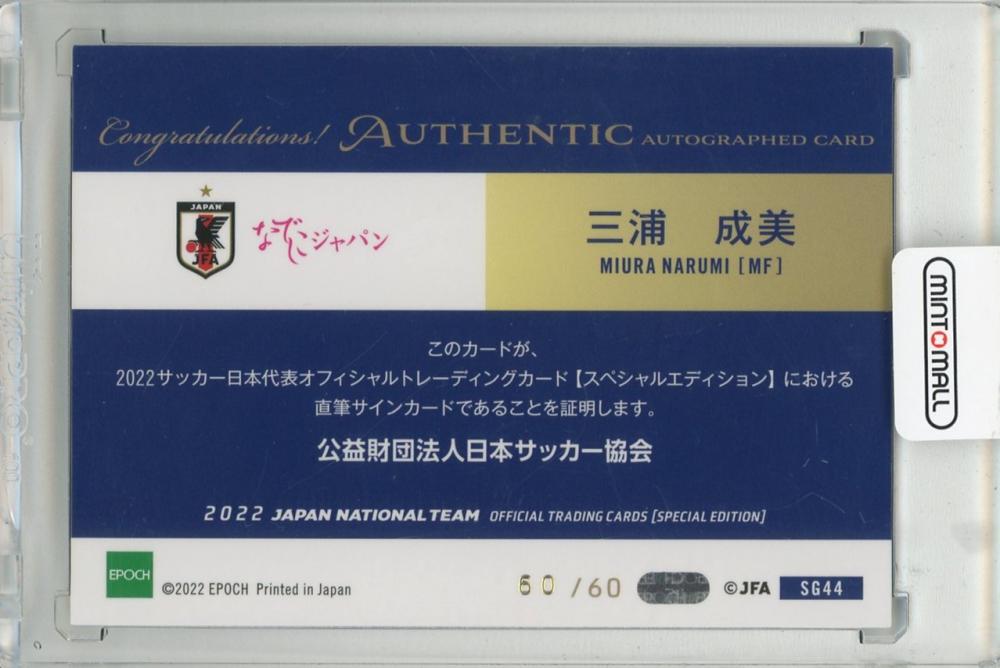 Congratulations! AUTHENTIC AUTOGRAPHED CARD
JAPAN
JFA
なでしこジャパン
三浦 成美
MIURA NARUMI [MF]
このカードが、
2022サッカー日本代表オフィシャルトレーディングカード【スペシャルエディション】における
直筆サインカードであることを証明します。
公益財団法人日本サッカー協会
2022 JAPAN NATIONAL TEAM OFFICIAL TRADING CARDS [SPECIAL EDITION]
EPOCH
©2022 EPOCH Printed in Japan
60/60
©JFA
SG44
MINTOMALL